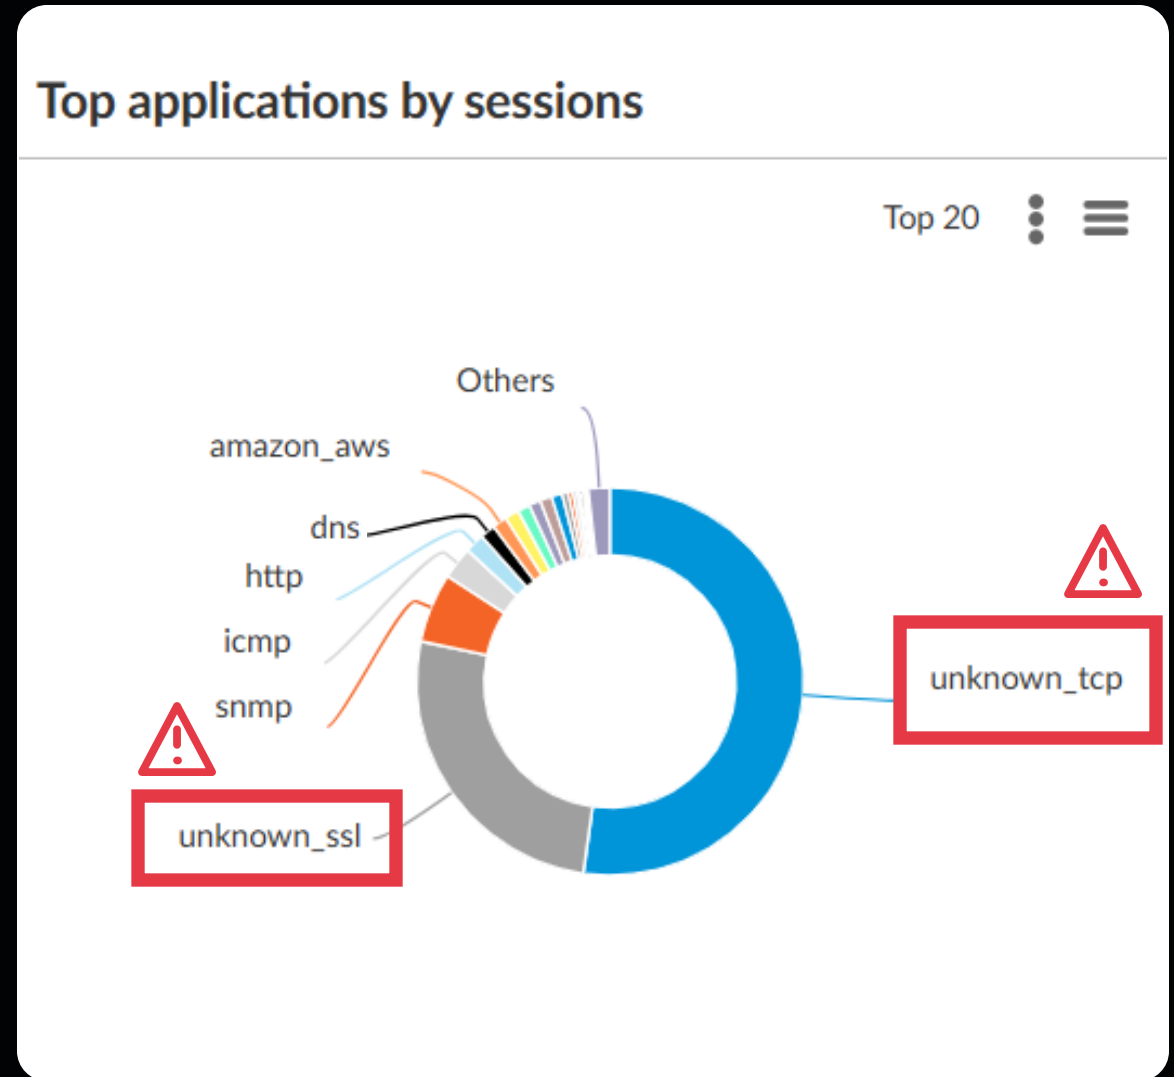 Top applications by sessions
Top 20
Others
amazon_aws
dns
http
icmp
snmp
unknown_tcp
unknown_ssl